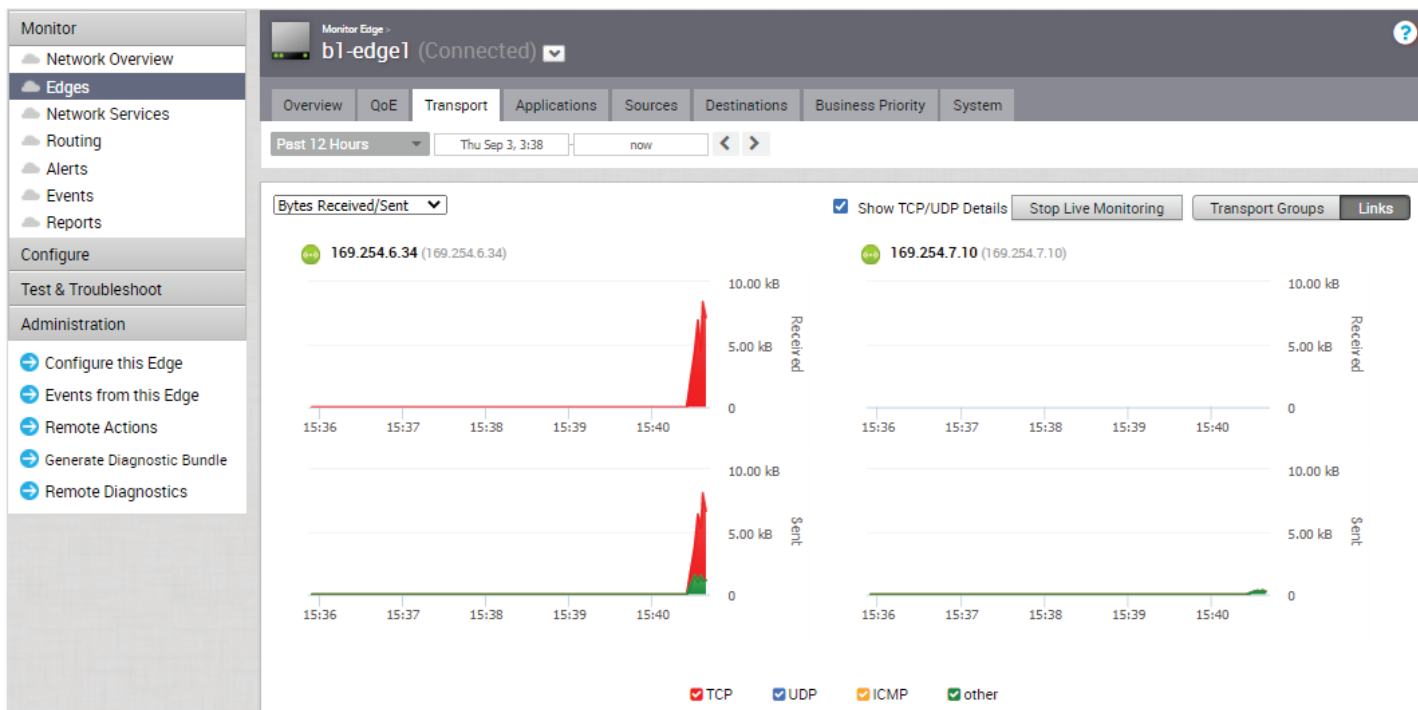 Monitor
Network Overview
Edges
Network Services
Routing
Alerts
Events
Reports
Configure
Test & Troubleshoot
Administration
Configure this Edge
Events from this Edge
Remote Actions
Generate Diagnostic Bundle
Remote Diagnostics
Monitor Edge >
b1-edge1 (Connected)
?
Overview QoE Transport Applications Sources Destinations Business Priority System
Past 12 Hours Thu Sep 3, 3:38 - now
Bytes Received/Sent Show TCP/UDP Details Stop Live Monitoring Transport Groups Links
169.254.6.34 (169.254.6.34)
10.00 kB
5.00 kB
0
Received
15:36 15:37 15:38 15:39 15:40
10.00 kB
5.00 kB
0
Sent
15:36 15:37 15:38 15:39 15:40
169.254.7.10 (169.254.7.10)
10.00 kB
5.00 kB
0
Received
15:36 15:37 15:38 15:39 15:40
10.00 kB
5.00 kB
0
Sent
15:36 15:37 15:38 15:39 15:40
TCP UDP ICMP other